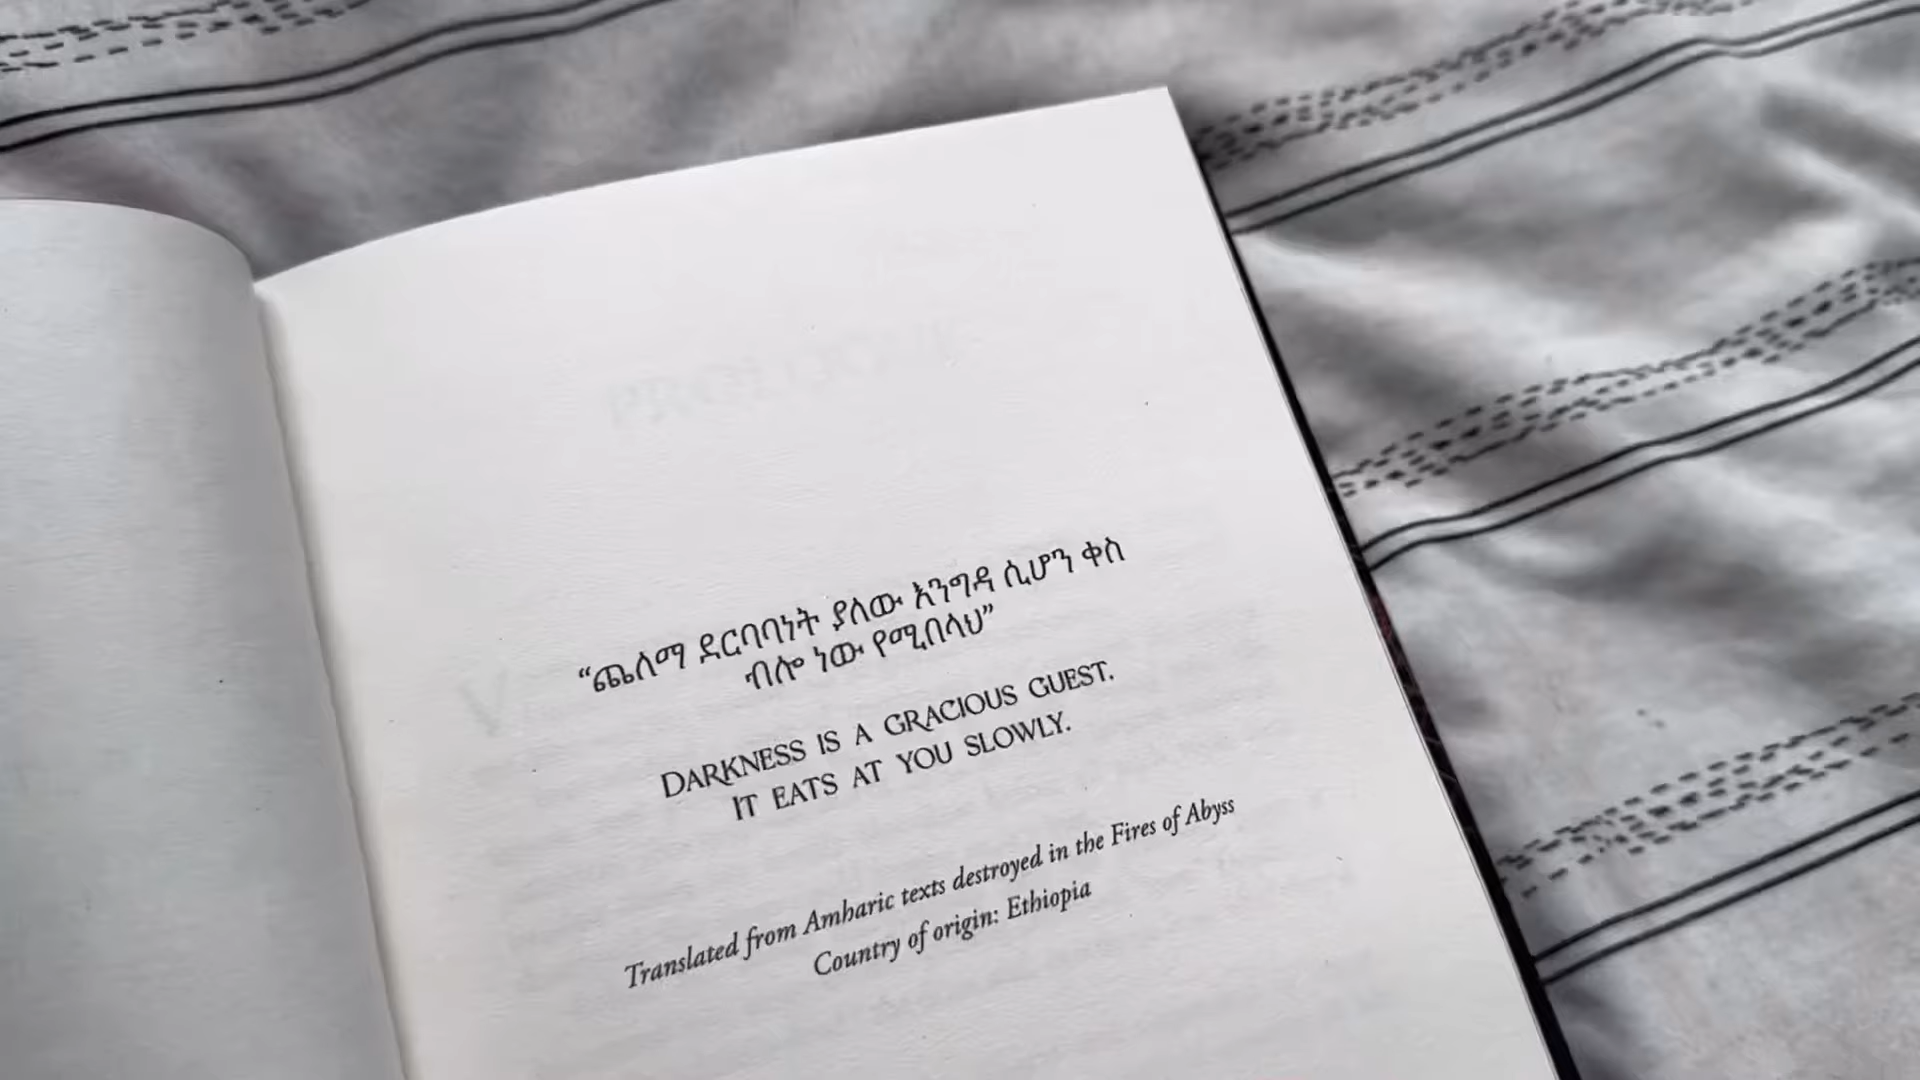 “ጨለማ ደርባባነት ያለው እንግዳ ሲሆን ቀስ
ብሎ ነው የሚበላህ”
DARKNESS IS A GRACIOUS GUEST.
IT EATS AT YOU SLOWLY.
Translated from Amharic texts destroyed in the Fires of Abyss
Country of origin: Ethiopia